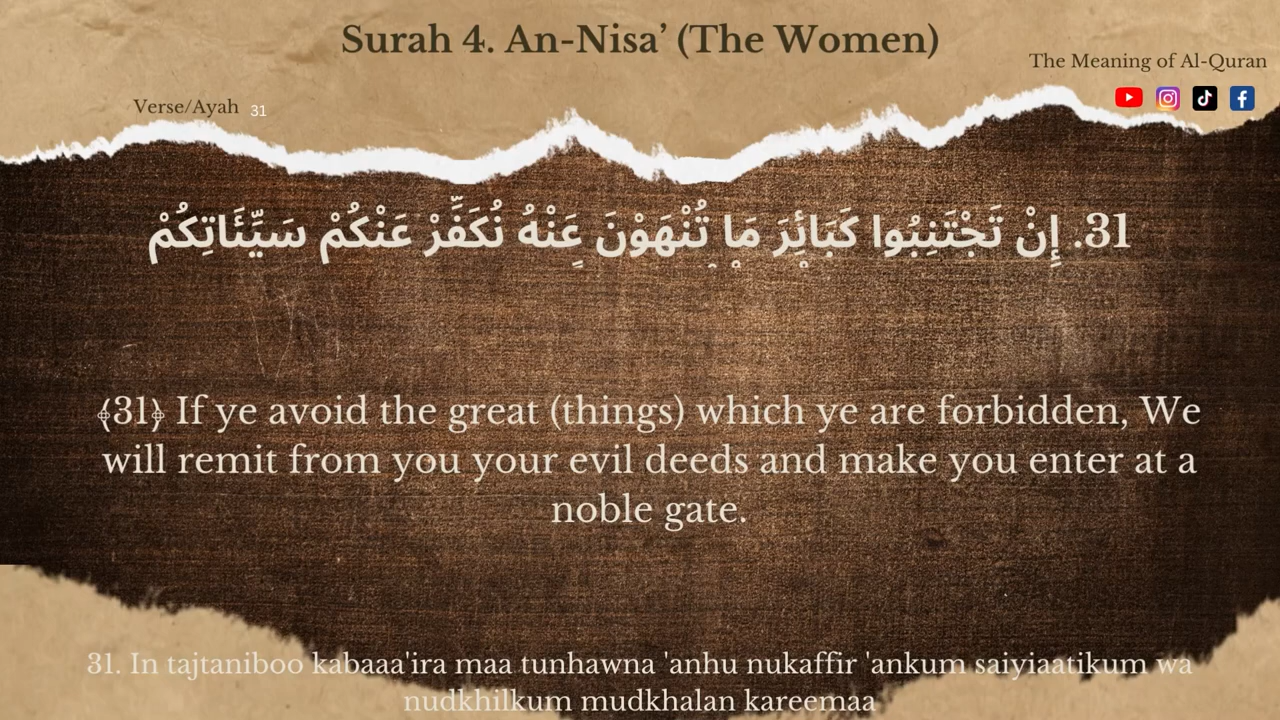 Surah 4. An-Nisa’ (The Women)
The Meaning of Al-Quran
Verse/Ayah 31
31. إِنْ تَجْتَنِبُوا كَبَائِرَ مَا تُنْهَوْنَ عَنْهُ نُكَفِّرْ عَنْكُمْ سَيِّئَاتِكُمْ
﴾31﴿ If ye avoid the great (things) which ye are forbidden, We
will remit from you your evil deeds and make you enter at a
noble gate.
31. In tajtaniboo kabaaa'ira maa tunhawna 'anhu nukaffir 'ankum saiyiaatikum wa
nudkhilkum mudkhalan kareemaa